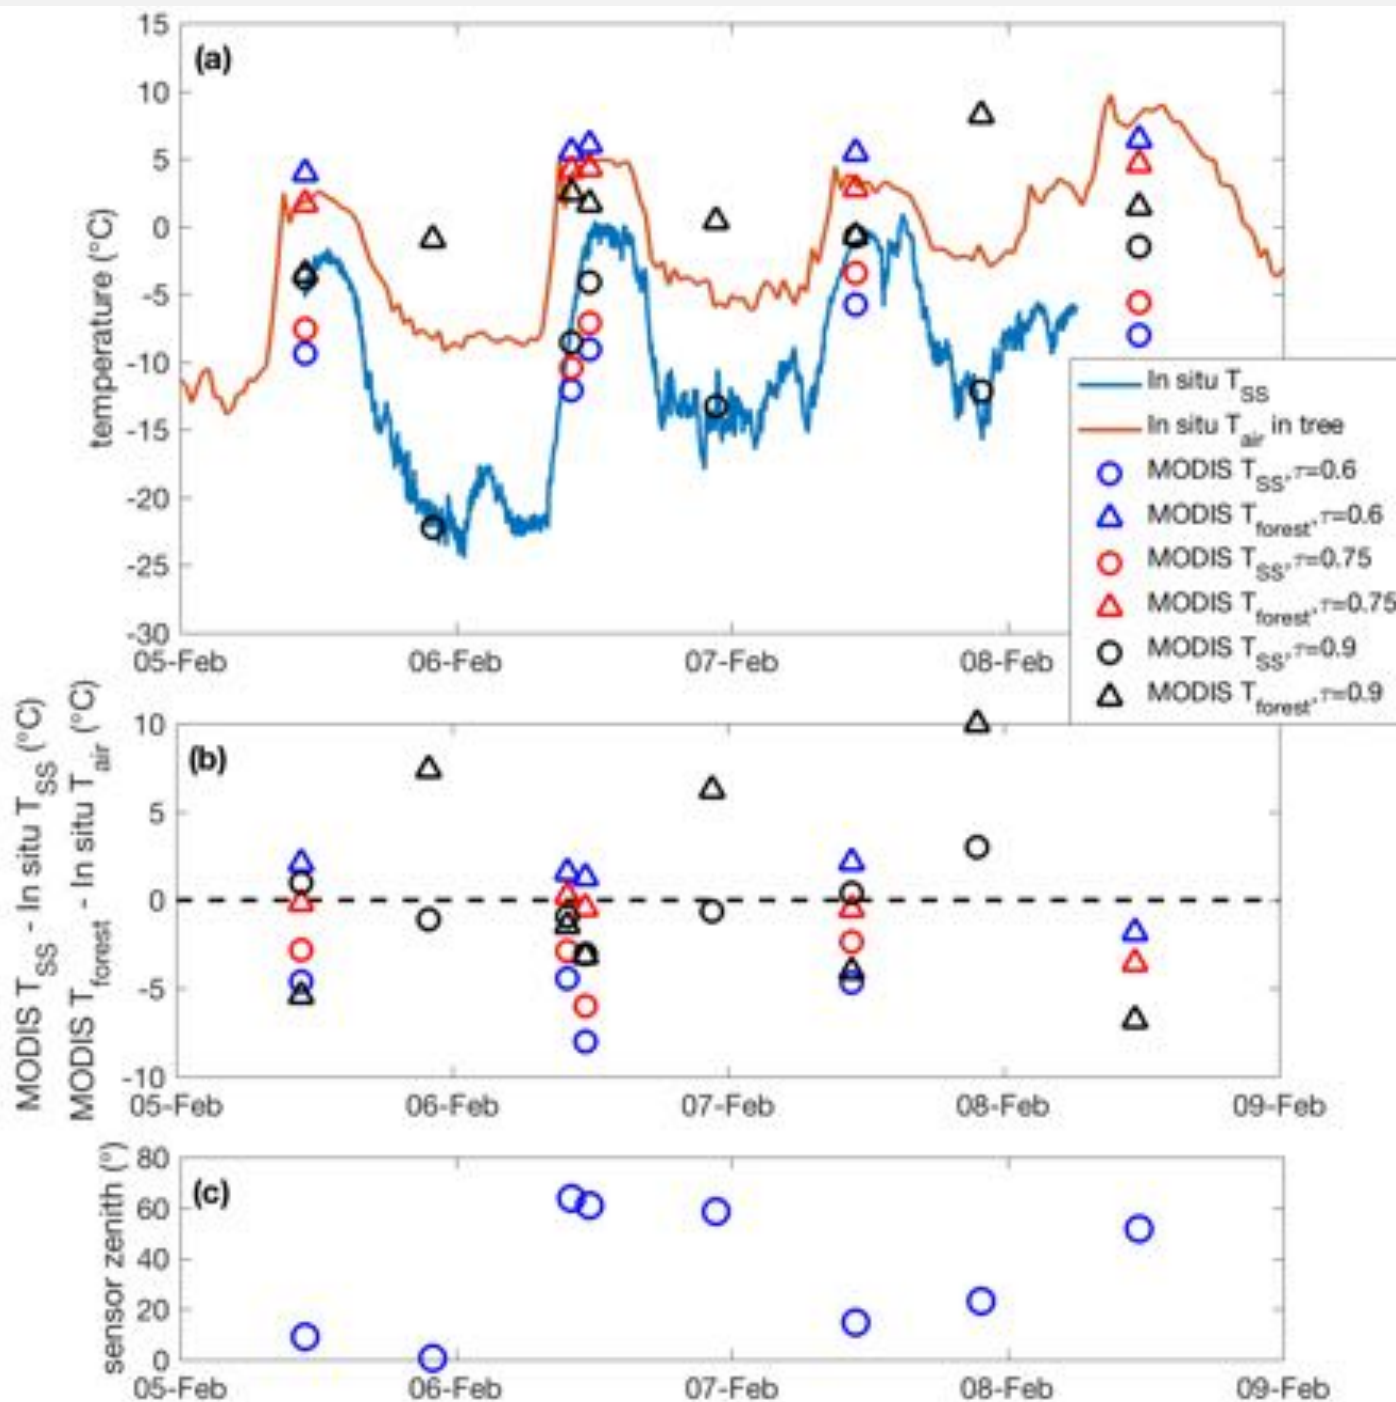 15
(a)
10
5
0
-5
-10
-15
-20
-25
-30
temperature (°C)
05-Feb 06-Feb 07-Feb 08-Feb
In situ T_SS
In situ T_air in tree
MODIS T_SS, τ=0.6
MODIS T_forest, τ=0.6
MODIS T_SS, τ=0.75
MODIS T_forest, τ=0.75
MODIS T_SS, τ=0.9
MODIS T_forest, τ=0.9
MODIS T_SS - In situ T_SS (°C)
MODIS T_forest - In situ T_air (°C)
10
(b)
5
0
-5
-10
05-Feb 06-Feb 07-Feb 08-Feb 09-Feb
sensor zenith (°)
80
(c)
60
40
20
0
05-Feb 06-Feb 07-Feb 08-Feb 09-Feb